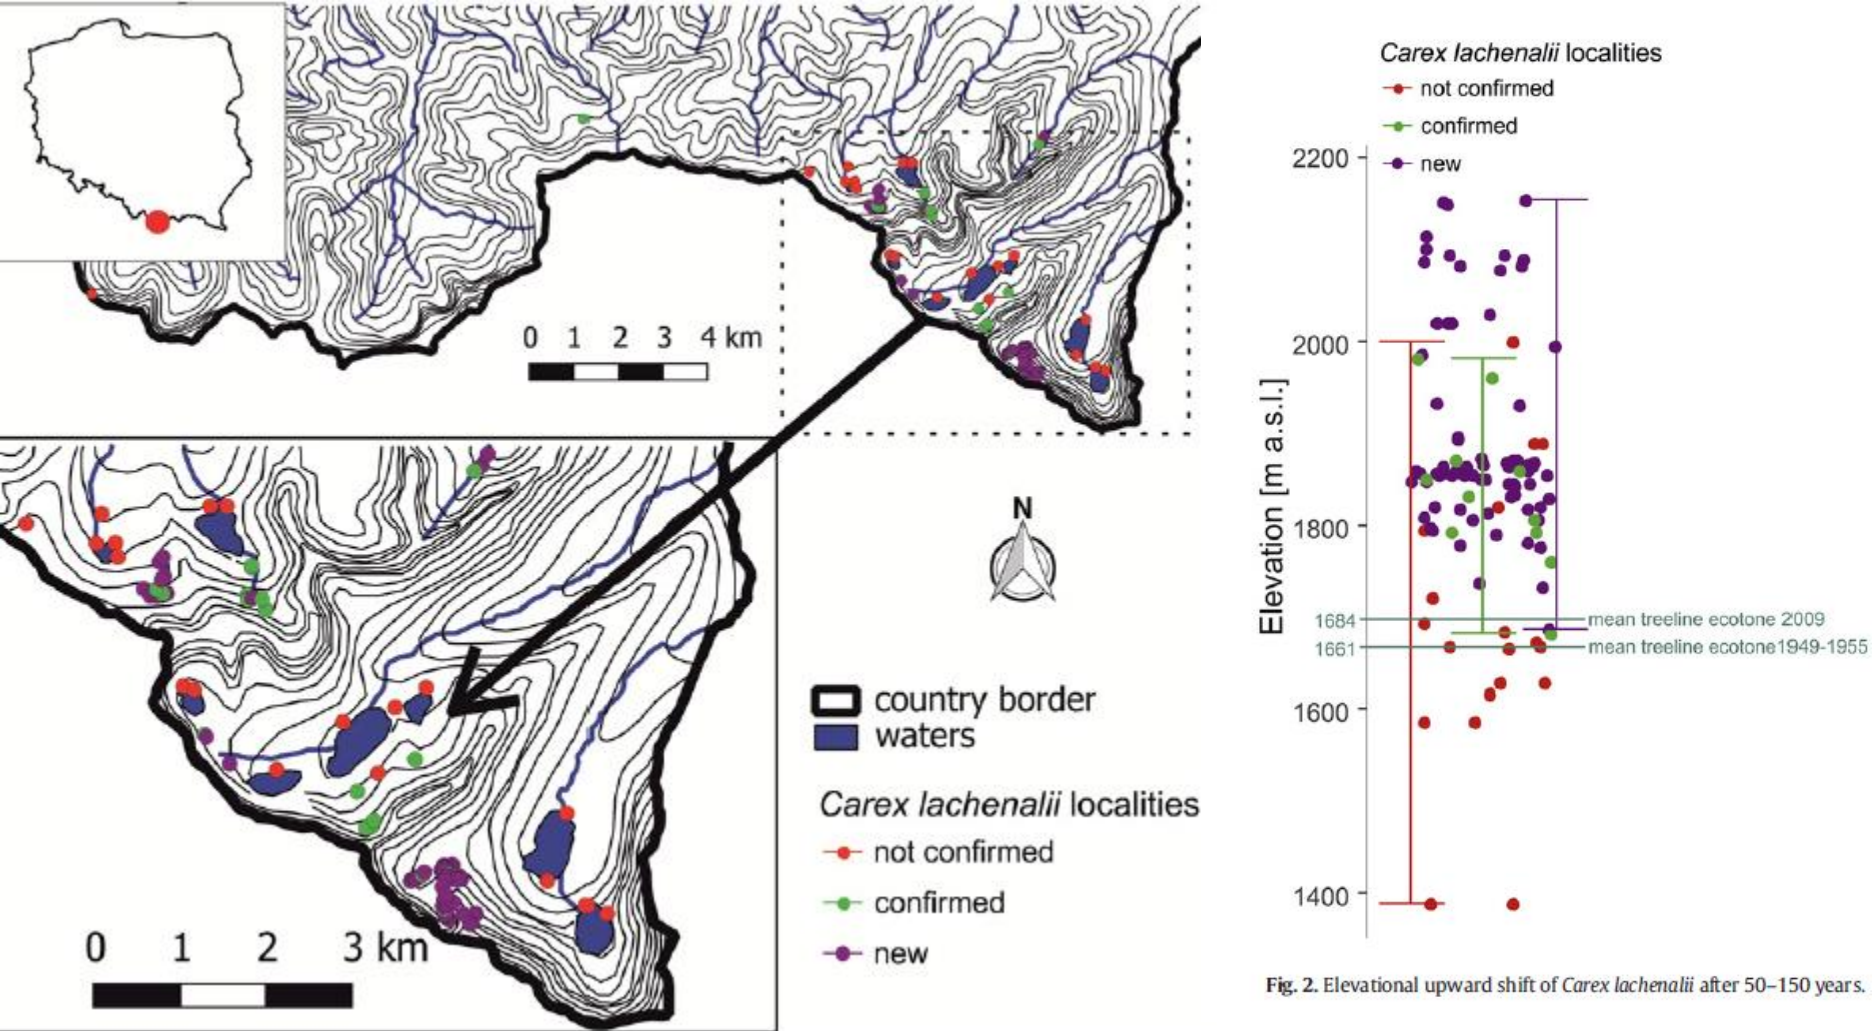 0 1 2 3 4 km
N
country border
waters
Carex lachenalii localities
not confirmed
confirmed
new
0 1 2 3 km
Carex lachenalii localities
not confirmed
confirmed
new
Elevation [m a.s.l.]
2200
2000
1800
1684 mean treeline ecotone 2009
1661 mean treeline ecotone1949-1955
1600
1400
Fig. 2. Elevational upward shift of Carex lachenalii after 50–150 years.